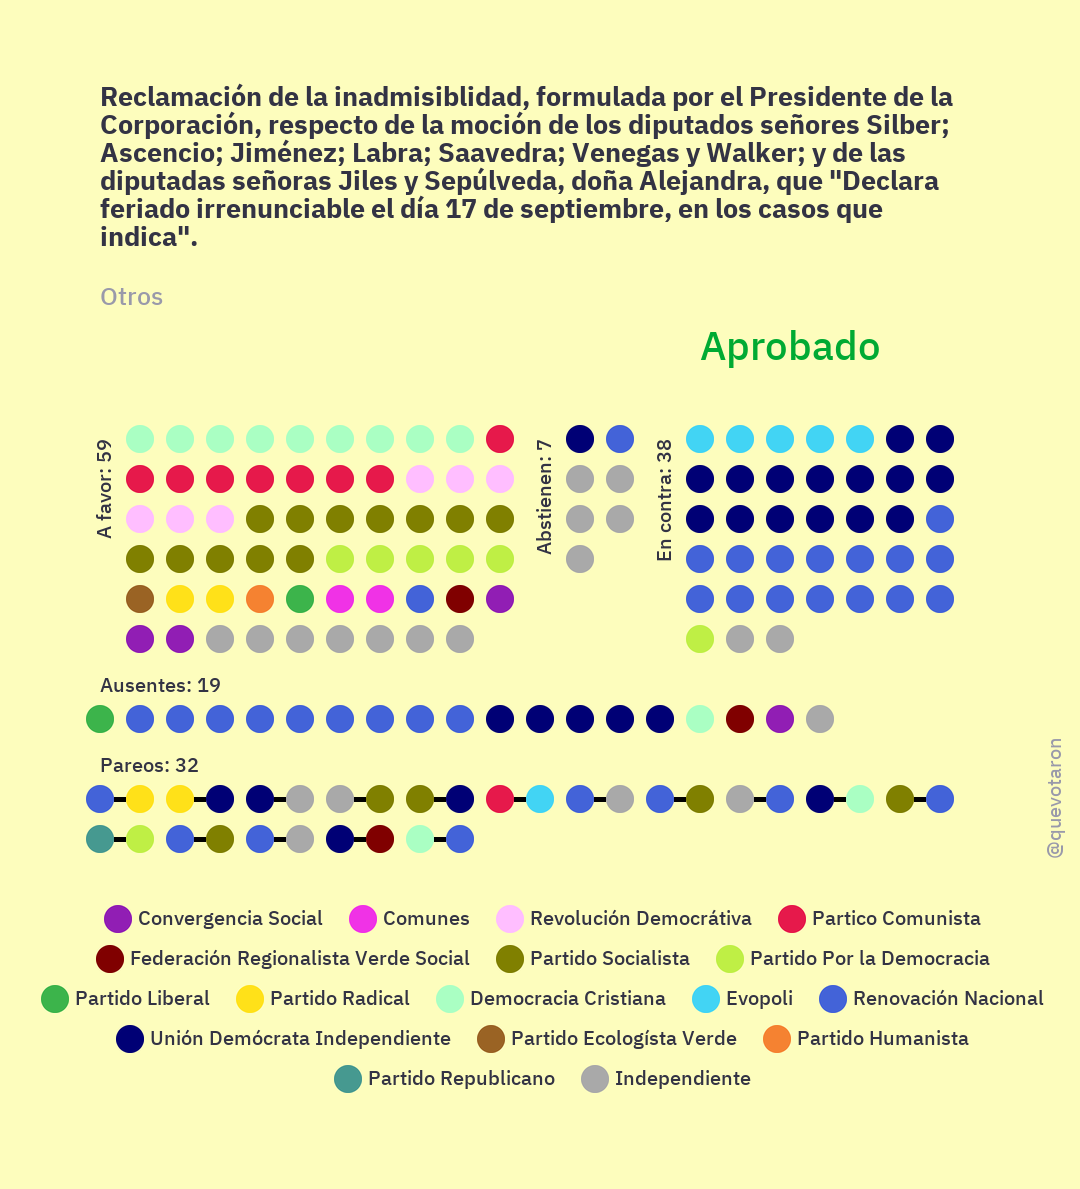 Reclamación de la inadmisiblidad, formulada por el Presidente de la
Corporación, respecto de la moción de los diputados señores Silber;
Ascencio; Jiménez; Labra; Saavedra; Venegas y Walker; y de las
diputadas señoras Jiles y Sepúlveda, doña Alejandra, que "Declara
feriado irrenunciable el día 17 de septiembre, en los casos que
indica".
Otros
Aprobado
A favor: 59
Abstienen: 7
En contra: 38
Ausentes: 19
Pareos: 32
@quevotaron
Convergencia Social
Comunes
Revolución Democrátiva
Partico Comunista
Federación Regionalista Verde Social
Partido Socialista
Partido Por la Democracia
Partido Liberal
Partido Radical
Democracia Cristiana
Evopoli
Renovación Nacional
Unión Demócrata Independiente
Partido Ecologísta Verde
Partido Humanista
Partido Republicano
Independiente